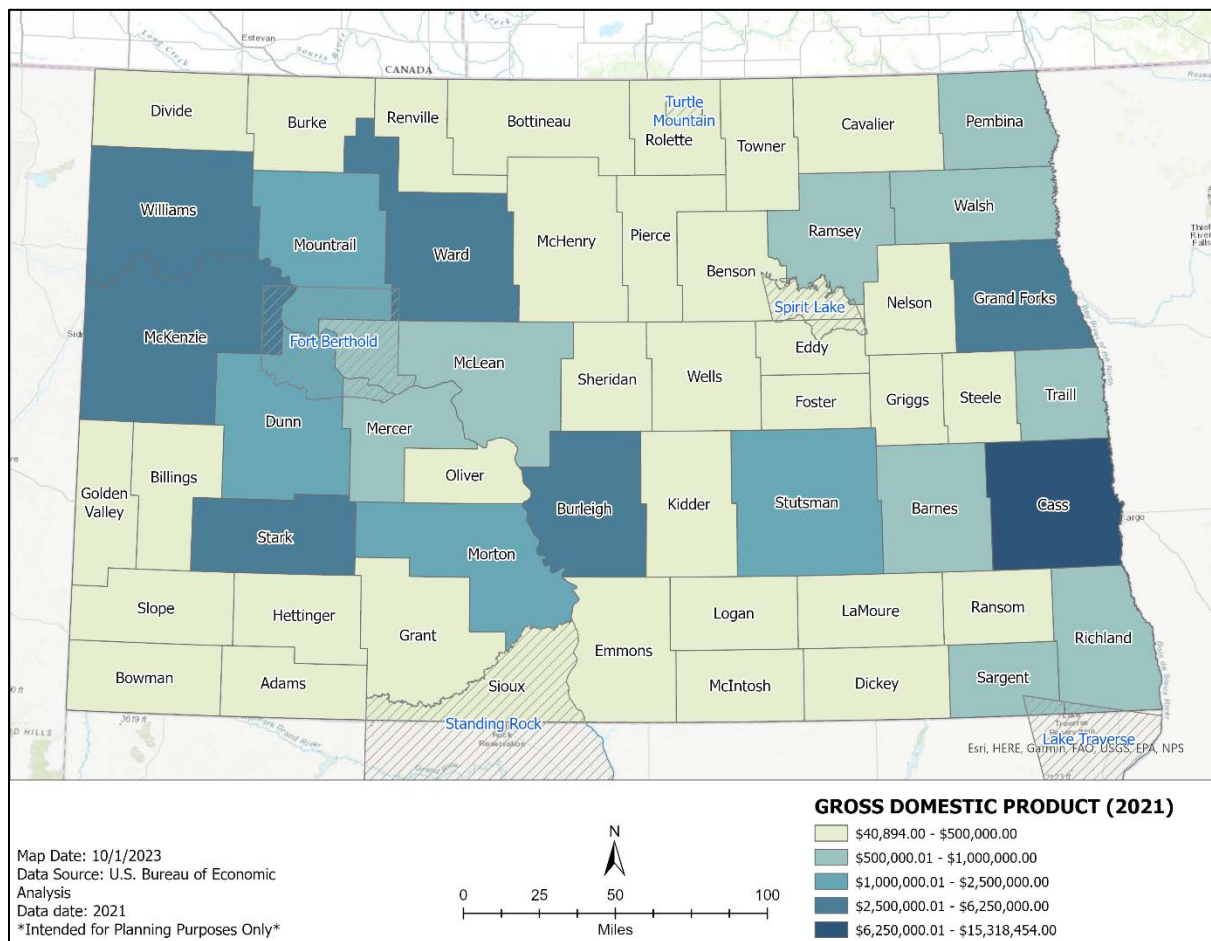 Estevan
CANADA
Divide
Burke
Renville
Bottineau
Turtle
Mountain
Rolette
Towner
Cavalier
Pembina
Williams
Mountrail
Ward
McHenry
Pierce
Benson
Ramsey
Walsh
Nelson
Grand Forks
Spirit Lake
McKenzie
Fort Berthold
McLean
Sheridan
Wells
Eddy
Foster
Griggs
Steele
Traill
Dunn
Mercer
Oliver
Billings
Golden
Valley
Stark
Morton
Burleigh
Kidder
Stutsman
Barnes
Cass
Slope
Hettinger
Grant
Emmons
Logan
LaMoure
Ransom
Richland
Bowman
Adams
Sioux
McIntosh
Dickey
Sargent
Standing Rock
Lake Traverse
3619 ft
Esri, HERE, Garmin, FAO, USGS, EPA, NPS
GROSS DOMESTIC PRODUCT (2021)
$40,894.00 - $500,000.00
$500,000.01 - $1,000,000.00
$1,000,000.01 - $2,500,000.00
$2,500,000.01 - $6,250,000.00
$6,250,000.01 - $15,318,454.00
Map Date: 10/1/2023
Data Source: U.S. Bureau of Economic
Analysis
Data date: 2021
*Intended for Planning Purposes Only*
N
0 25 50 100
Miles